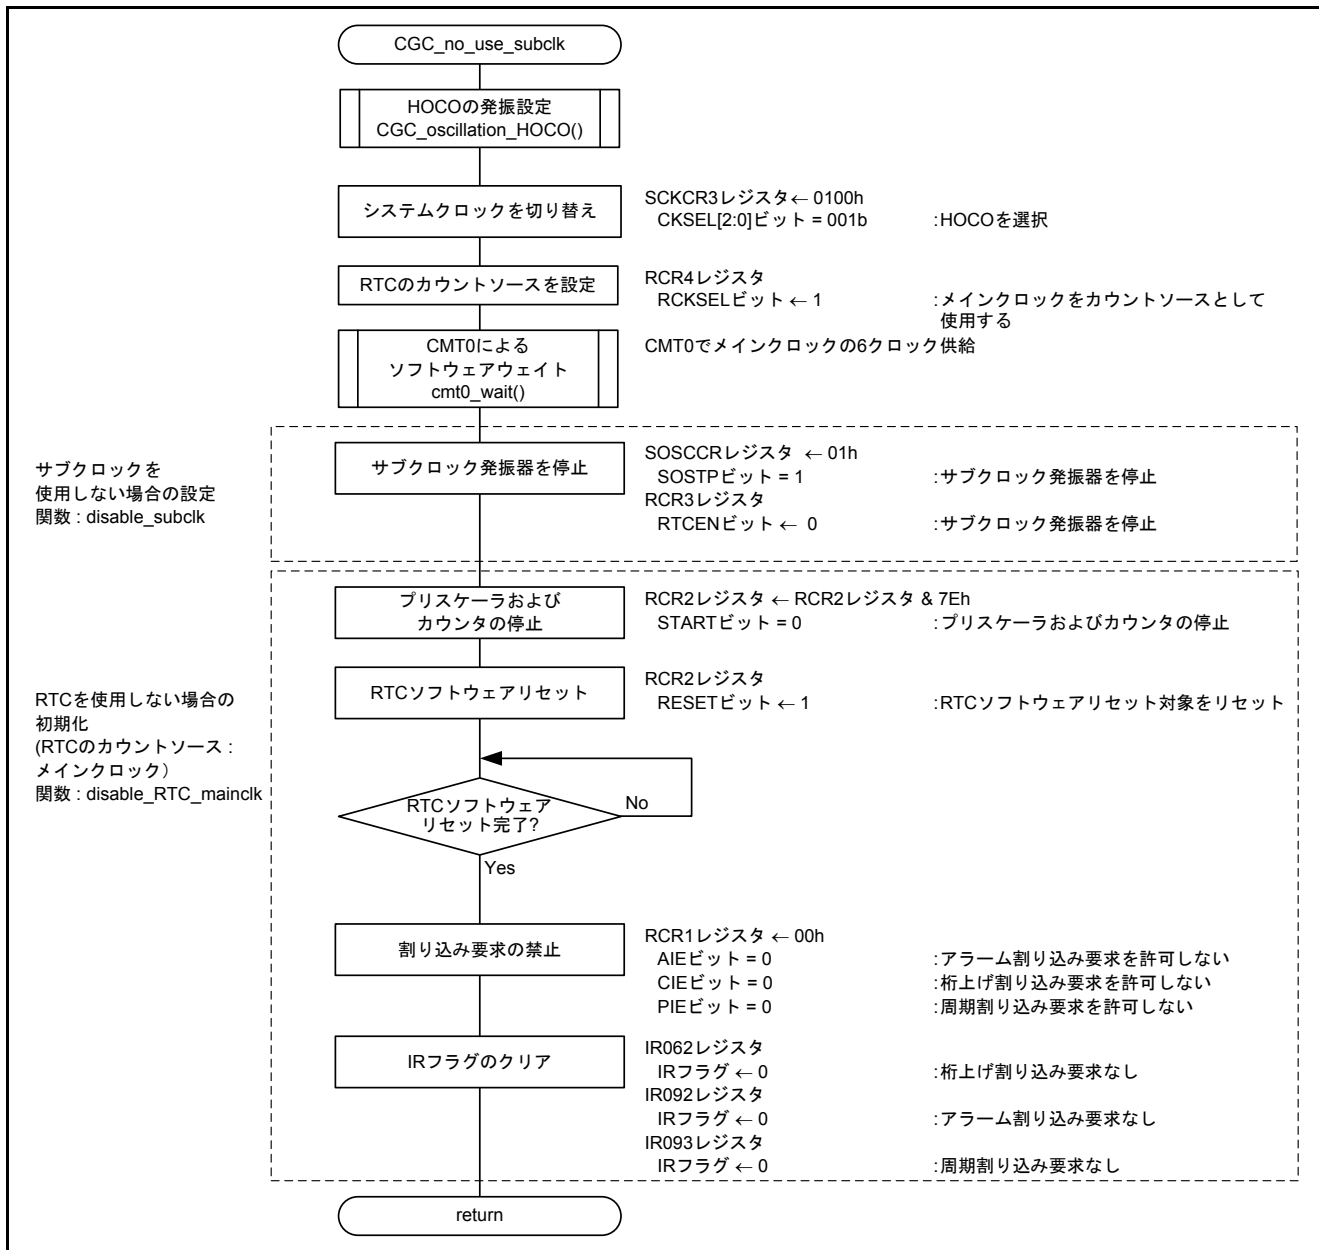 CGC_no_use_subclk
HOCOの発振設定
CGC_oscillation_HOCO()
システムクロックを切り替え
SCKCR3レジスタ← 0100h
CKSEL[2:0]ビット = 001b :HOCOを選択
RTCのカウントソースを設定
RCR4レジスタ
RCKSELビット ← 1 :メインクロックをカウントソースとして
使用する
CMT0による
ソフトウェアウェイト
cmt0_wait()
CMT0でメインクロックの6クロック供給
サブクロックを
使用しない場合の設定
関数 : disable_subclk
サブクロック発振器を停止
SOSCCRレジスタ ← 01h
SOSTPビット = 1 :サブクロック発振器を停止
RCR3レジスタ
RTCENビット ← 0 :サブクロック発振器を停止
RTCを使用しない場合の
初期化
(RTCのカウントソース :
メインクロック）
関数 : disable_RTC_mainclk
プリスケーラおよび
カウンタの停止
RCR2レジスタ ← RCR2レジスタ & 7Eh
STARTビット = 0 :プリスケーラおよびカウンタの停止
RTCソフトウェアリセット
RCR2レジスタ
RESETビット ← 1 :RTCソフトウェアリセット対象をリセット
RTCソフトウェア
リセット完了?
No
Yes
割り込み要求の禁止
RCR1レジスタ ← 00h
AIEビット = 0 :アラーム割り込み要求を許可しない
CIEビット = 0 :桁上げ割り込み要求を許可しない
PIEビット = 0 :周期割り込み要求を許可しない
IRフラグのクリア
IR062レジスタ
IRフラグ ← 0 :桁上げ割り込み要求なし
IR092レジスタ
IRフラグ ← 0 :アラーム割り込み要求なし
IR093レジスタ
IRフラグ ← 0 :周期割り込み要求なし
return